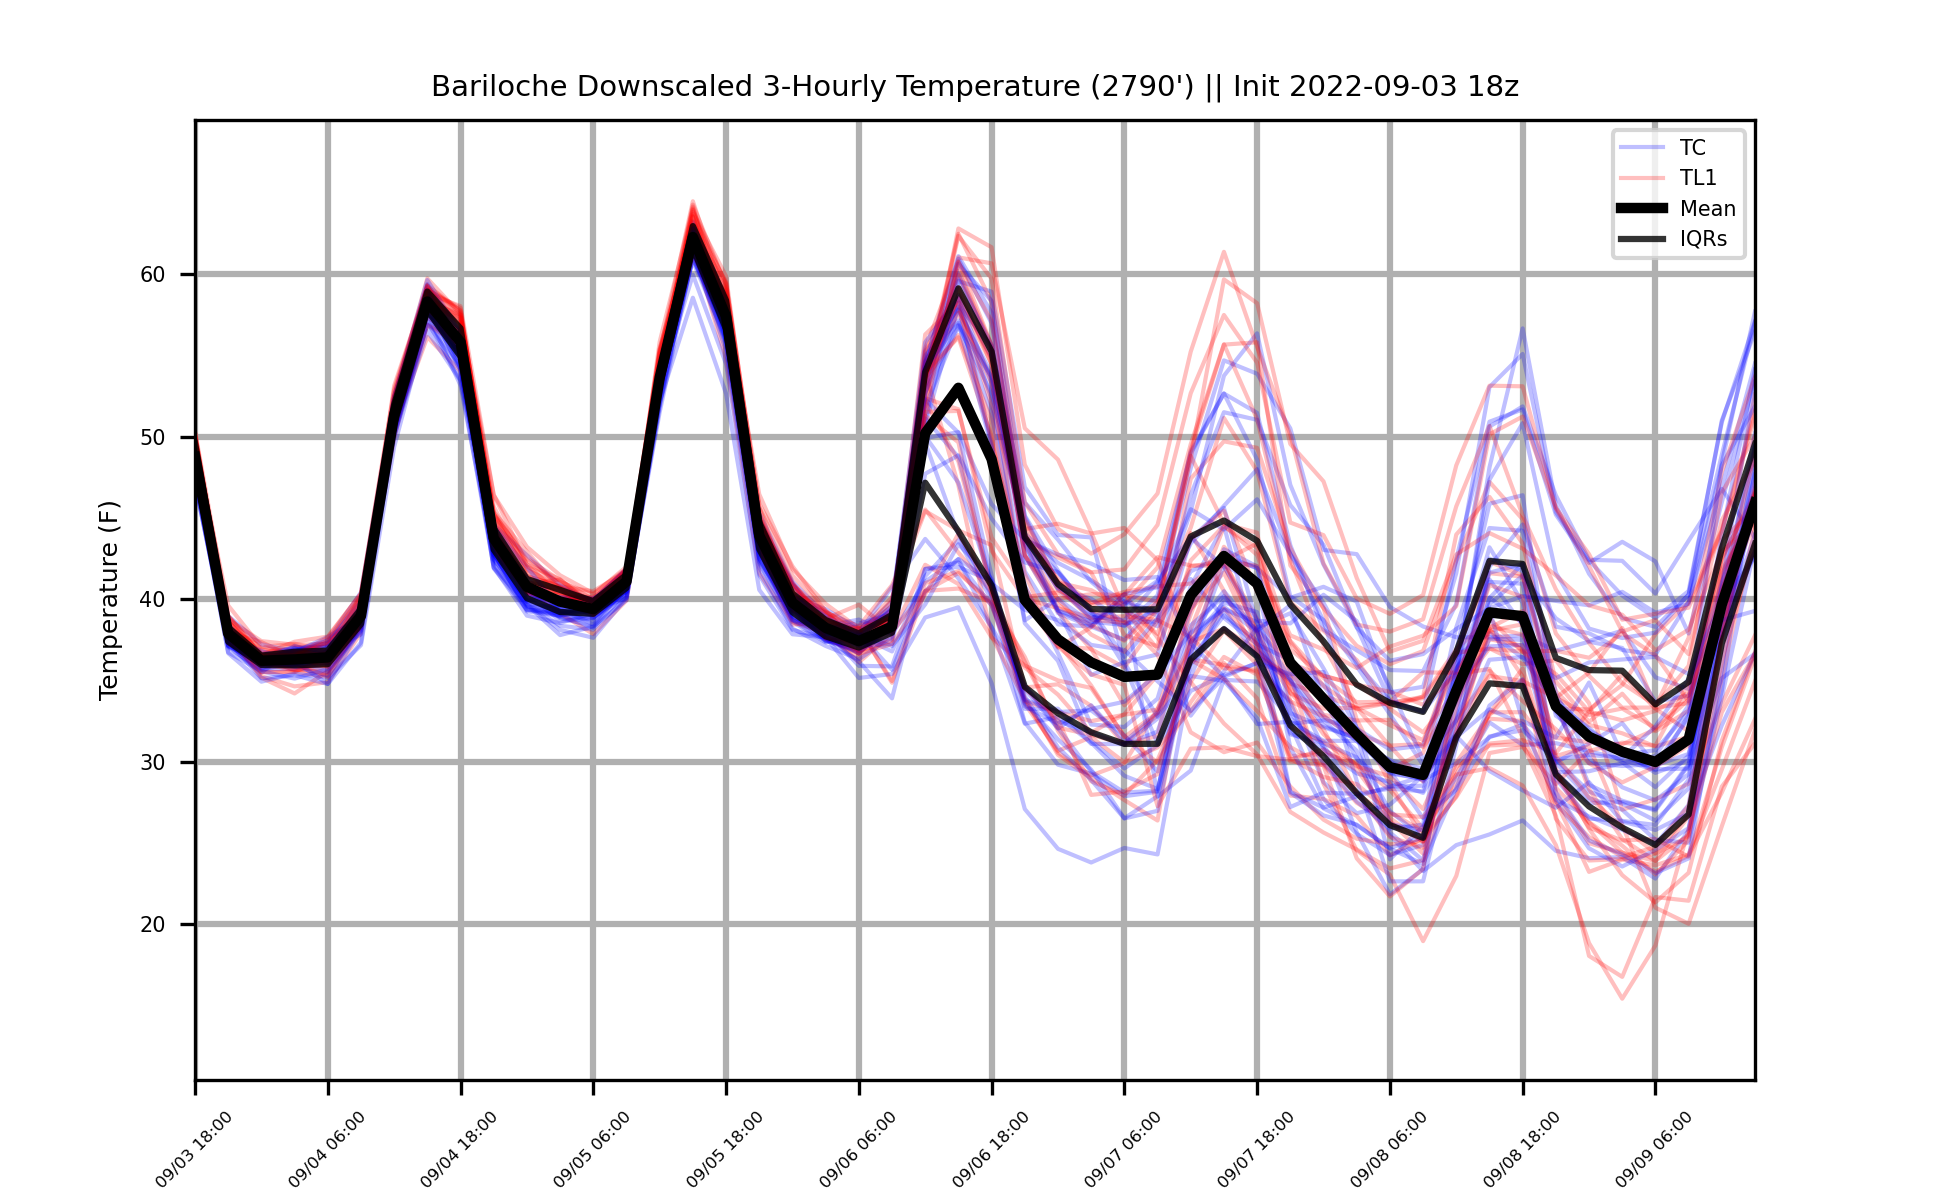 Bariloche Downscaled 3-Hourly Temperature (2790') || Init 2022-09-03 18z
TC
TL1
Mean
IQRs
Temperature (F)
60
50
40
30
20
09/03 18:00
09/04 06:00
09/04 18:00
09/05 06:00
09/05 18:00
09/06 06:00
09/06 18:00
09/07 06:00
09/07 18:00
09/08 06:00
09/08 18:00
09/09 06:00